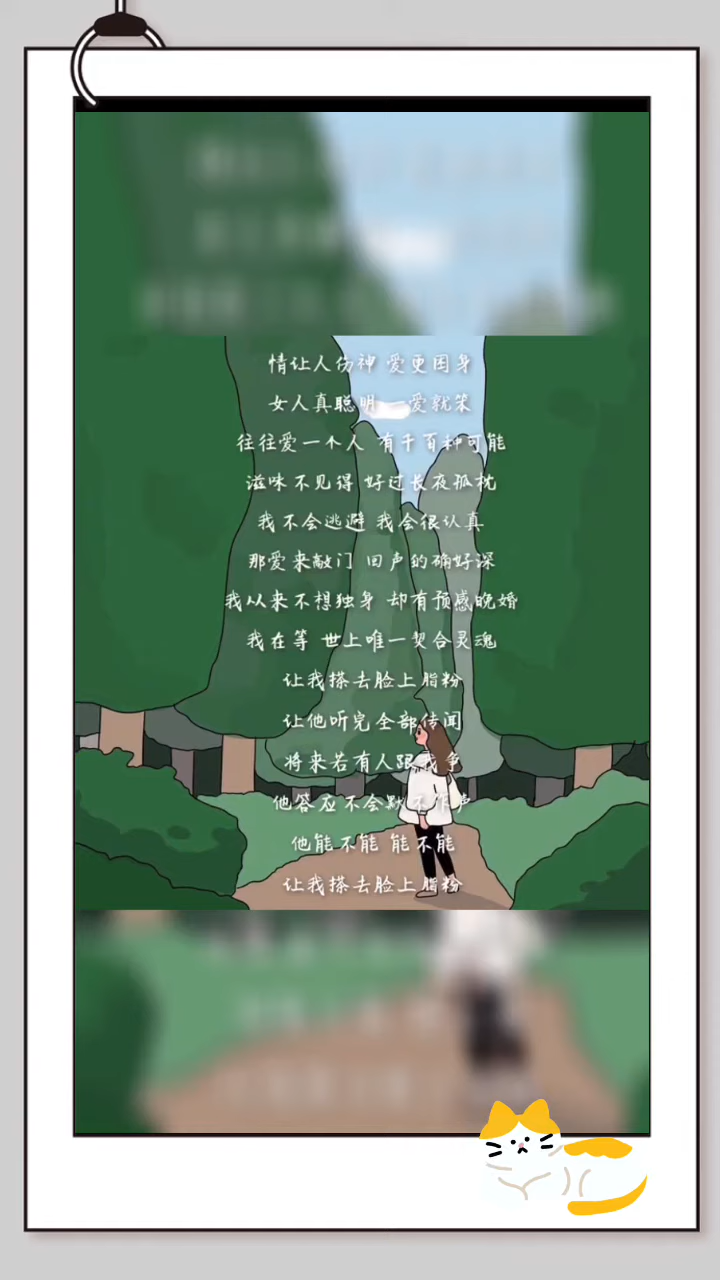 情让人伤神 爱更困身
女人真聪明 一爱就笨
往往爱一个人 有千百种可能
滋味不见得 好过长夜孤枕
我不会逃避 我会很认真
那爱来敲门 回声的确好深
我从来不想独身 却有预感晚婚
我在等 世上唯一契合灵魂
让我搽去脸上脂粉
让他听完全部传闻
将来若有人跟我争
他答应不会默不作声
他能不能 能不能
让我搽去脸上脂粉